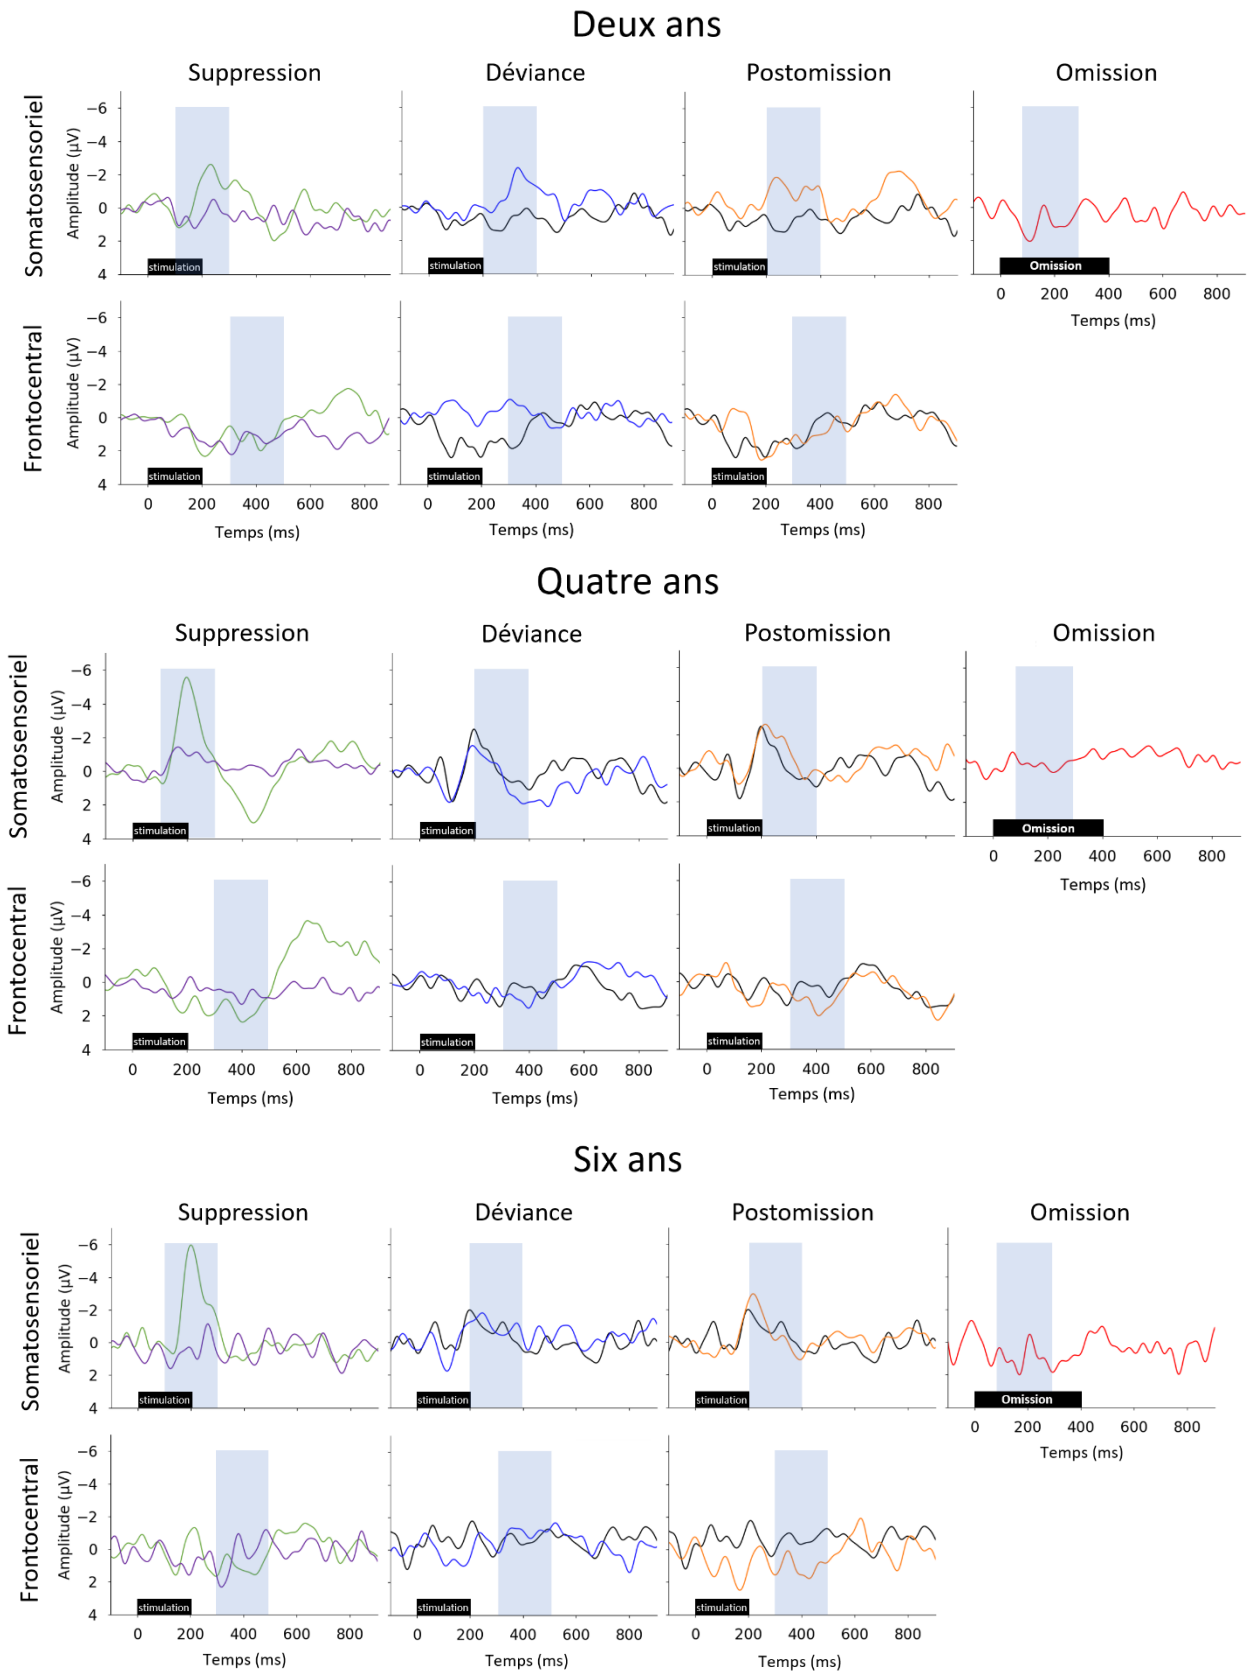 Deux ans
Suppression Déviance Postomission Omission
Somatosensoriel
Amplitude (µV)
−6
−4
−2
0
2
4
stimulation stimulation stimulation Omission
0 200 400 600 800
Temps (ms)
Frontocentral
Amplitude (µV)
−6
−4
−2
0
2
4
stimulation stimulation stimulation
0 200 400 600 800 0 200 400 600 800 0 200 400 600 800
Temps (ms) Temps (ms) Temps (ms)
Quatre ans
Suppression Déviance Postomission Omission
Somatosensoriel
Amplitude (µV)
−6
−4
−2
0
2
4
stimulation stimulation stimulation Omission
0 200 400 600 800
Temps (ms)
Frontocentral
Amplitude (µV)
−6
−4
−2
0
2
4
stimulation stimulation stimulation
0 200 400 600 800 0 200 400 600 800 0 200 400 600 800
Temps (ms) Temps (ms) Temps (ms)
Six ans
Suppression Déviance Postomission Omission
Somatosensoriel
Amplitude (µV)
−6
−4
−2
0
2
4
stimulation stimulation stimulation Omission
0 200 400 600 800
Temps (ms)
Frontocentral
Amplitude (µV)
−6
−4
−2
0
2
4
stimulation stimulation stimulation
0 200 400 600 800 0 200 400 600 800 0 200 400 600 800
Temps (ms) Temps (ms) Temps (ms)